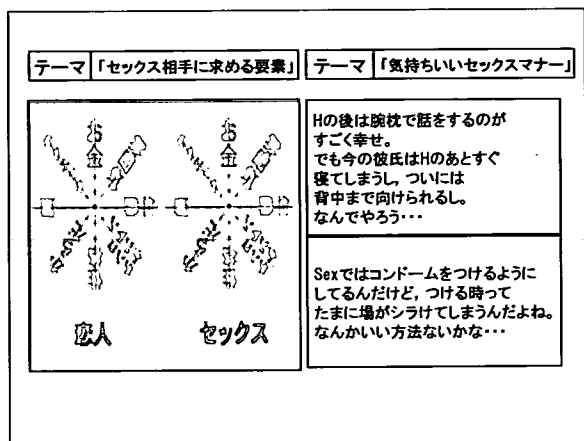 テーマ 「セックス相手に求める要素」
テーマ 「気持ちいいセックスマナー」
お金
お金
恋人
セックス
Hの後は腕枕で話をするのが
すごく幸せ。
でも今の彼氏はHのあとすぐ
寝てしまうし，ついには
背中まで向けられるし。
なんでやろう・・・
Sexではコンドームをつけるように
してるんだけど，つける時って
たまに場がシラけてしまうんだよね。
なんかいい方法ないかな・・・